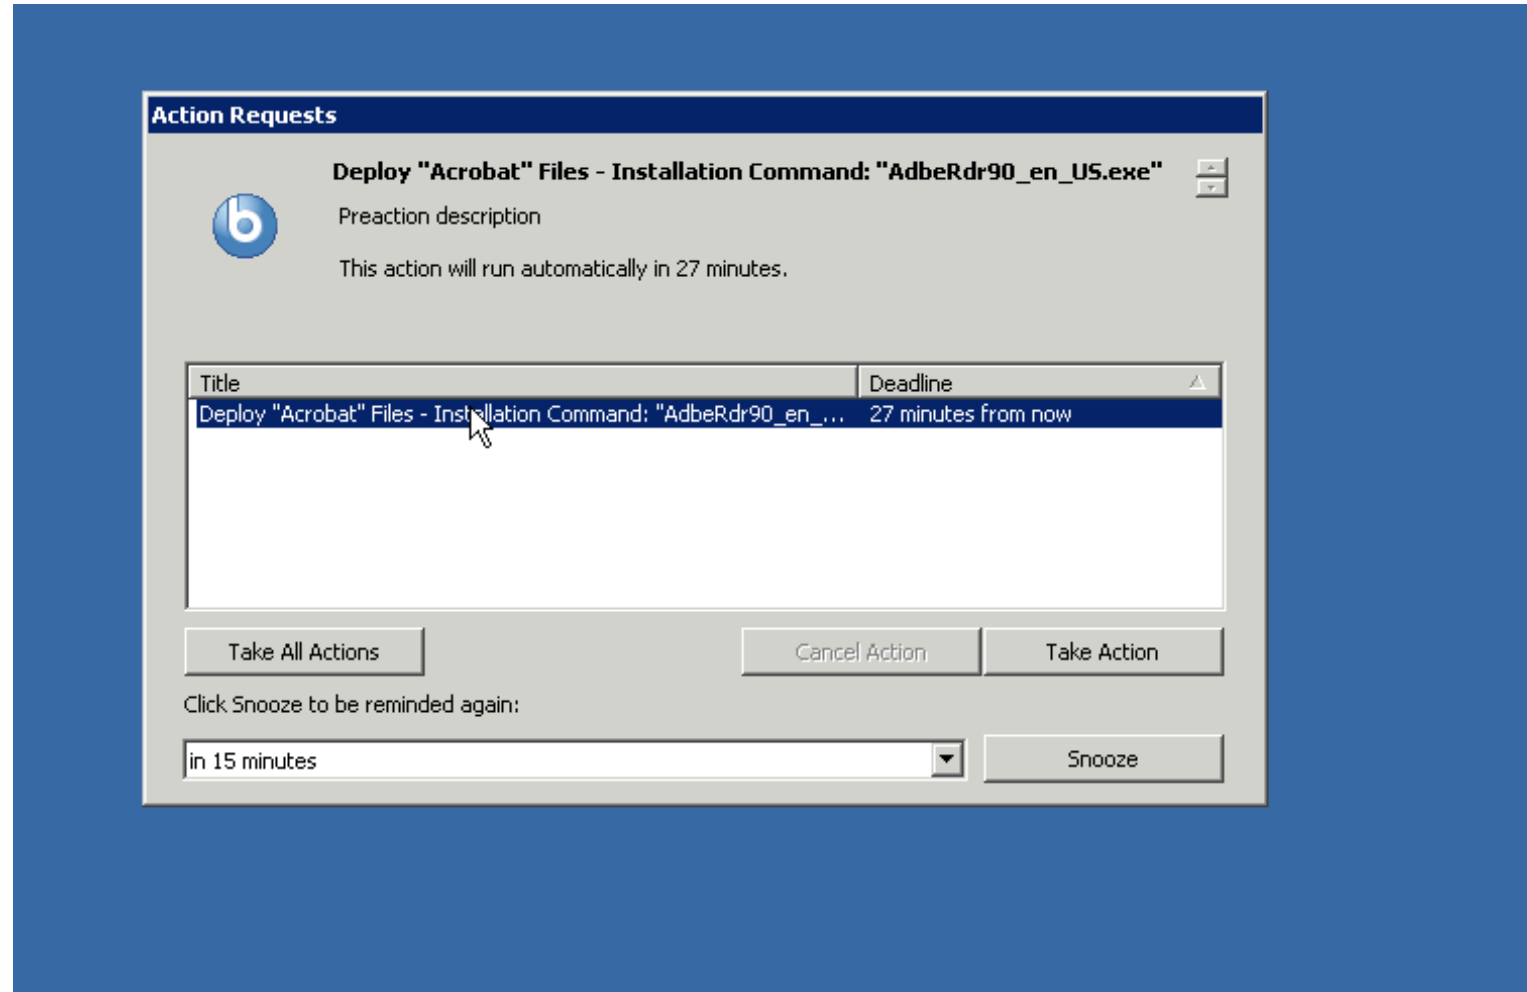 Action Requests
Deploy "Acrobat" Files - Installation Command: "AdbeRdr90_en_US.exe"
b
Preaction description
This action will run automatically in 27 minutes.
Title Deadline
Deploy "Acrobat" Files - Installation Command: "AdbeRdr90_en_... 27 minutes from now
Take All Actions Cancel Action Take Action
Click Snooze to be reminded again:
in 15 minutes Snooze